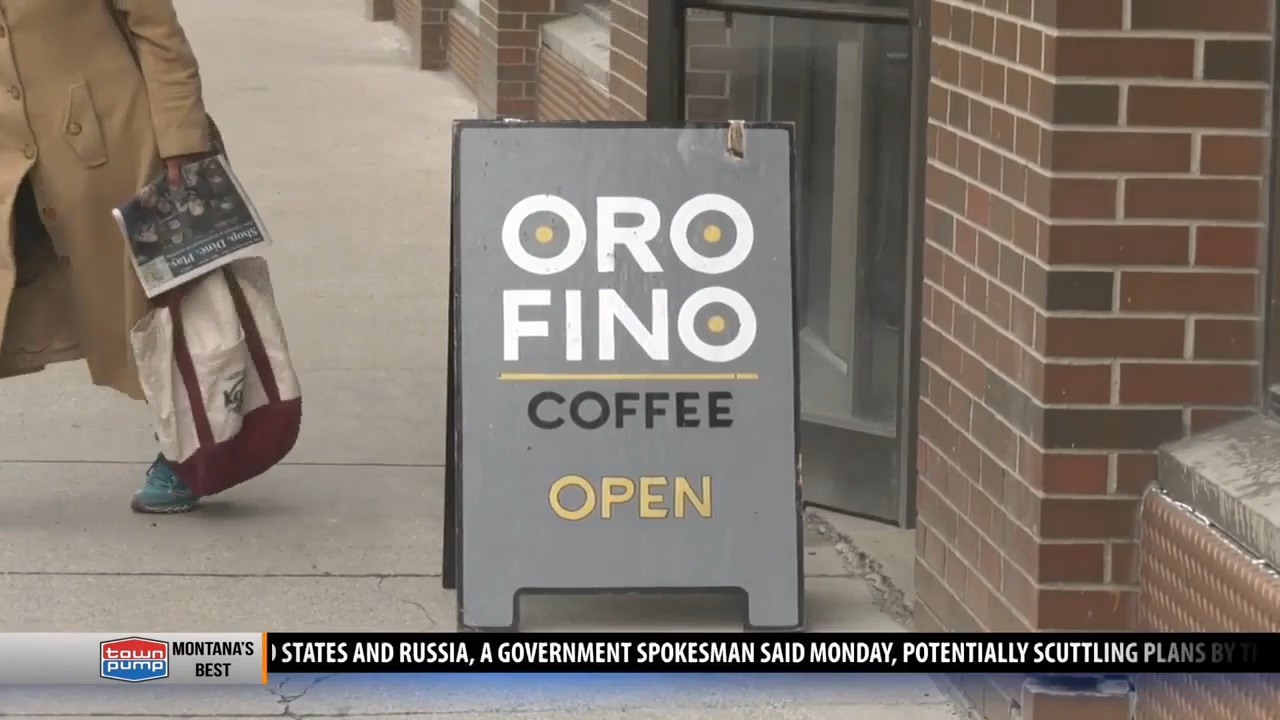 ORO
FINO
COFFEE
OPEN
Shop. Dine. Play.
town
pump
MONTANA'S
BEST
STATES AND RUSSIA, A GOVERNMENT SPOKESMAN SAID MONDAY, POTENTIALLY SCUTTLING PLANS BY